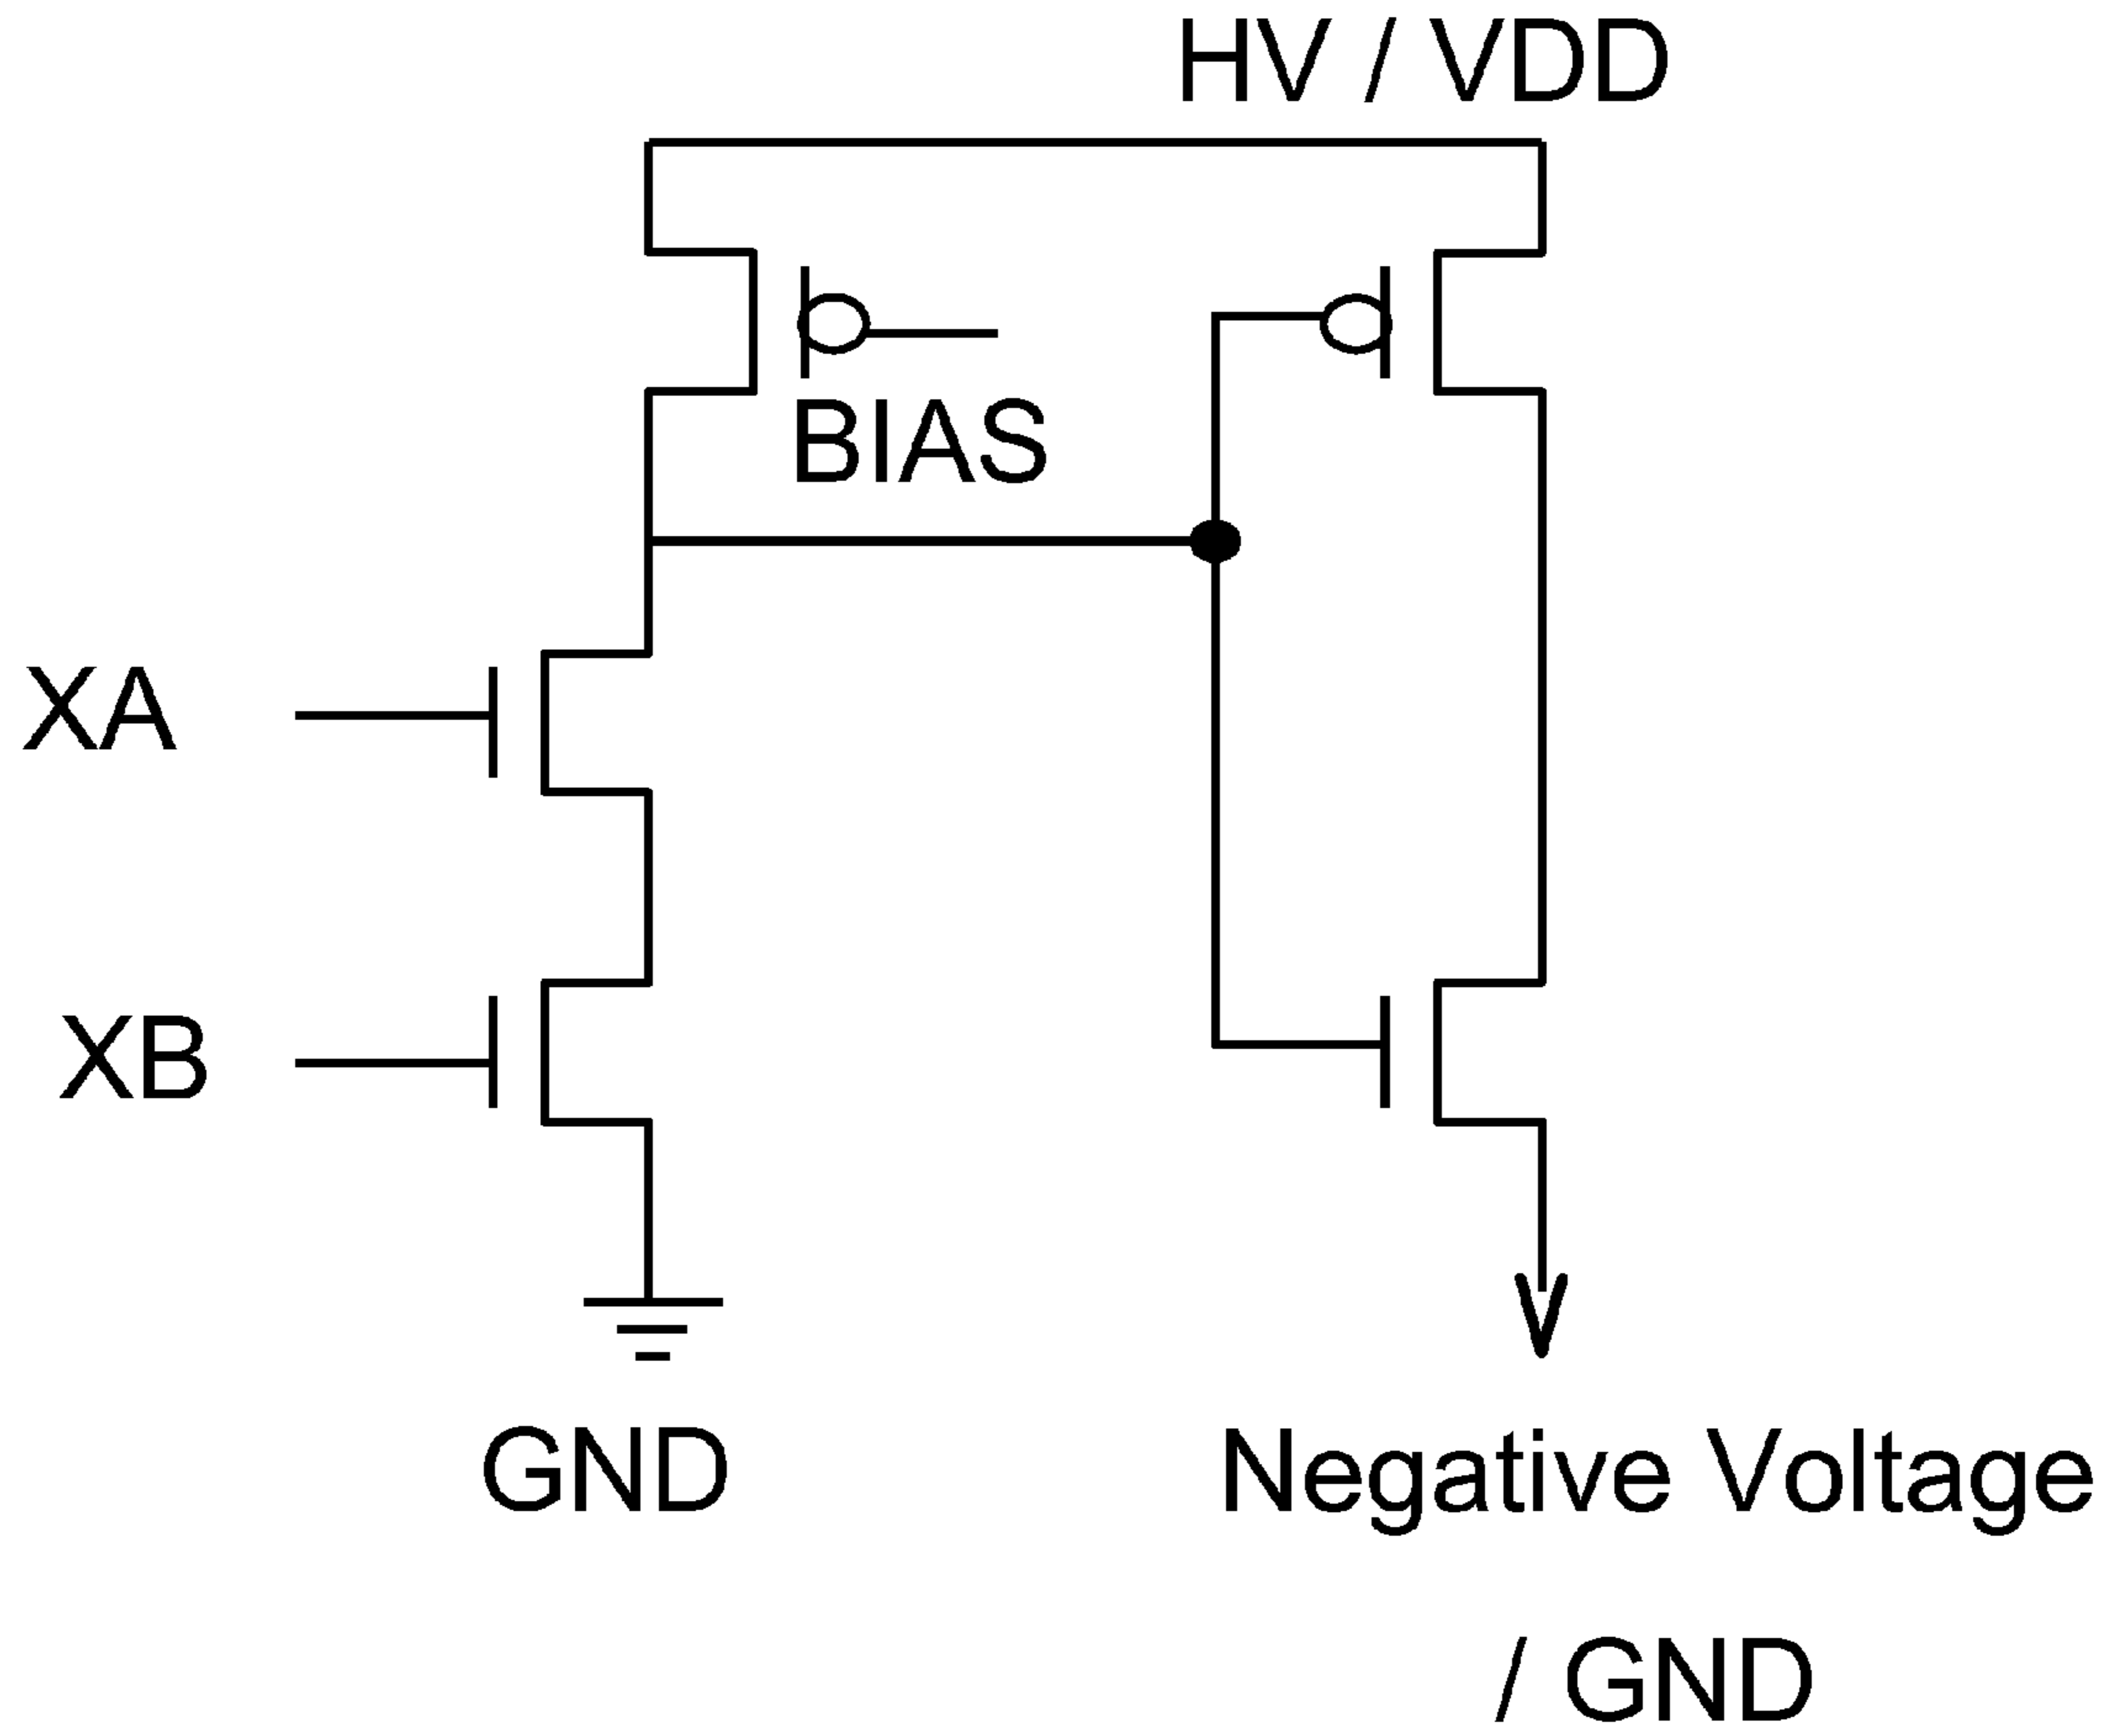 HV / VDD
BIAS
XA
XB
GND
Negative Voltage
/ GND